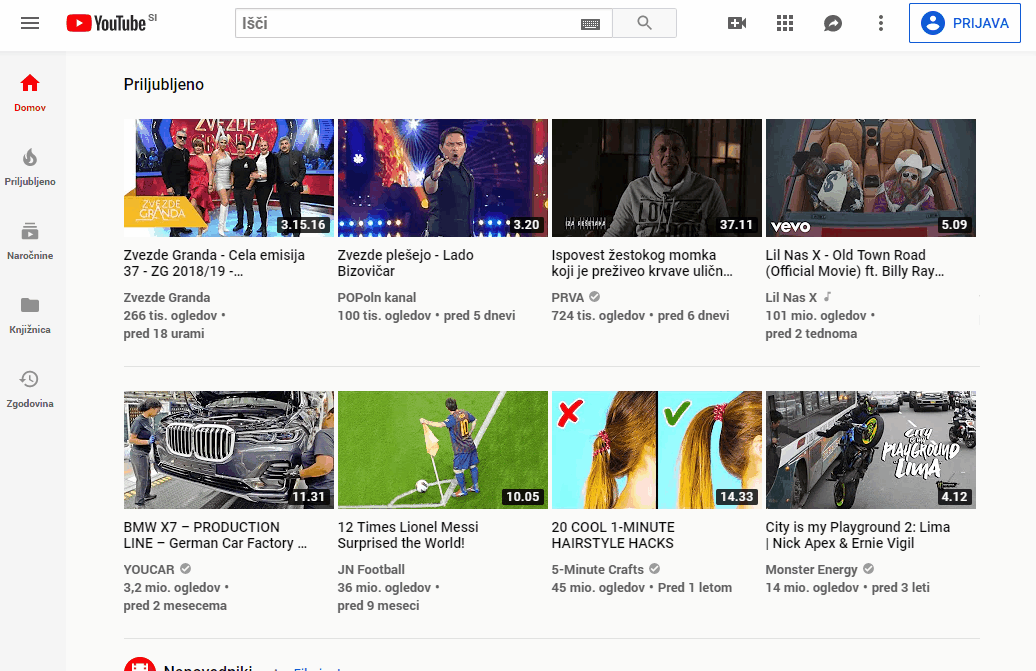 YouTube SI
Išči
PRIJAVA
Domov
Priljubljeno
Naročnine
Knjižnica
Zgodovina
Priljubljeno
ZVEZDE GRANDA
ZVEZDE
GRANDA
3.15.16
3.20
37.11
vevo
5.09
Zvezde Granda - Cela emisija
37 - ZG 2018/19 -...
Zvezde Granda
266 tis. ogledov •
pred 18 urami
Zvezde plešejo - Lado
Bizovičar
POPoln kanal
100 tis. ogledov • pred 5 dnevi
Ispovest žestokog momka
koji je preživeo krvave uličn...
PRVA
724 tis. ogledov • pred 6 dnevi
Lil Nas X - Old Town Road
(Official Movie) ft. Billy Ray...
Lil Nas X
101 mio. ogledov •
pred 2 tednoma
11.31
10
10.05
14.33
CITY
IS MY
PLAYGROUND
LIMA
4.12
BMW X7 – PRODUCTION
LINE – German Car Factory ...
YOUCAR
3,2 mio. ogledov •
pred 2 mesecema
12 Times Lionel Messi
Surprised the World!
JN Football
36 mio. ogledov •
pred 9 meseci
20 COOL 1-MINUTE
HAIRSTYLE HACKS
5-Minute Crafts
45 mio. ogledov • Pred 1 letom
City is my Playground 2: Lima
| Nick Apex & Ernie Vigil
Monster Energy
14 mio. ogledov • pred 3 leti